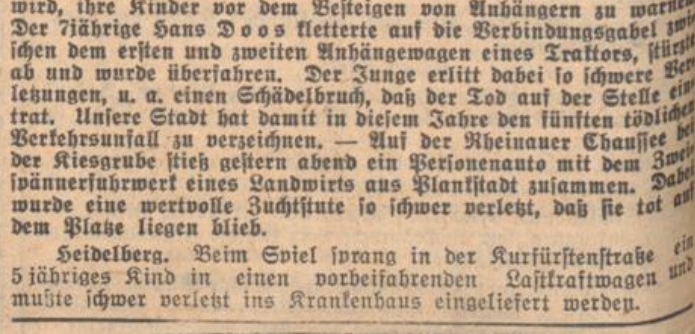 wird, ihre Kinder vor dem Besteigen von Anhängern zu warnen
Der 7jährige Hans Doos kletterte auf die Verbindungsgabel zwi
schen dem ersten und zweiten Anhängewagen eines Traktors, stürzte
ab und wurde überfahren. Der Junge erlitt dabei so schwere Ver
letzungen, u. a. einen Schädelbruch, daß der Tod auf der Stelle ein
trat. Unsere Stadt hat damit in diesem Jahre den fünften tödlichen
Verkehrsunfall zu verzeichnen. — Auf der Rheinauer Chaussee bei
der Kiesgrube stieß gestern abend ein Personenauto mit dem Zwei
spännerfuhrwerk eines Landwirts aus Plankstadt zusammen. Dabei
wurde eine wertvolle Zuchtstute so schwer verletzt, daß sie tot auf
dem Platze liegen blieb.
Heidelberg. Beim Spiel sprang in der Kurfürstenstraße ein
5 jähriges Kind in einen vorbeifahrenden Lastkraftwagen und
mußte schwer verletzt ins Krankenhaus eingeliefert werden.